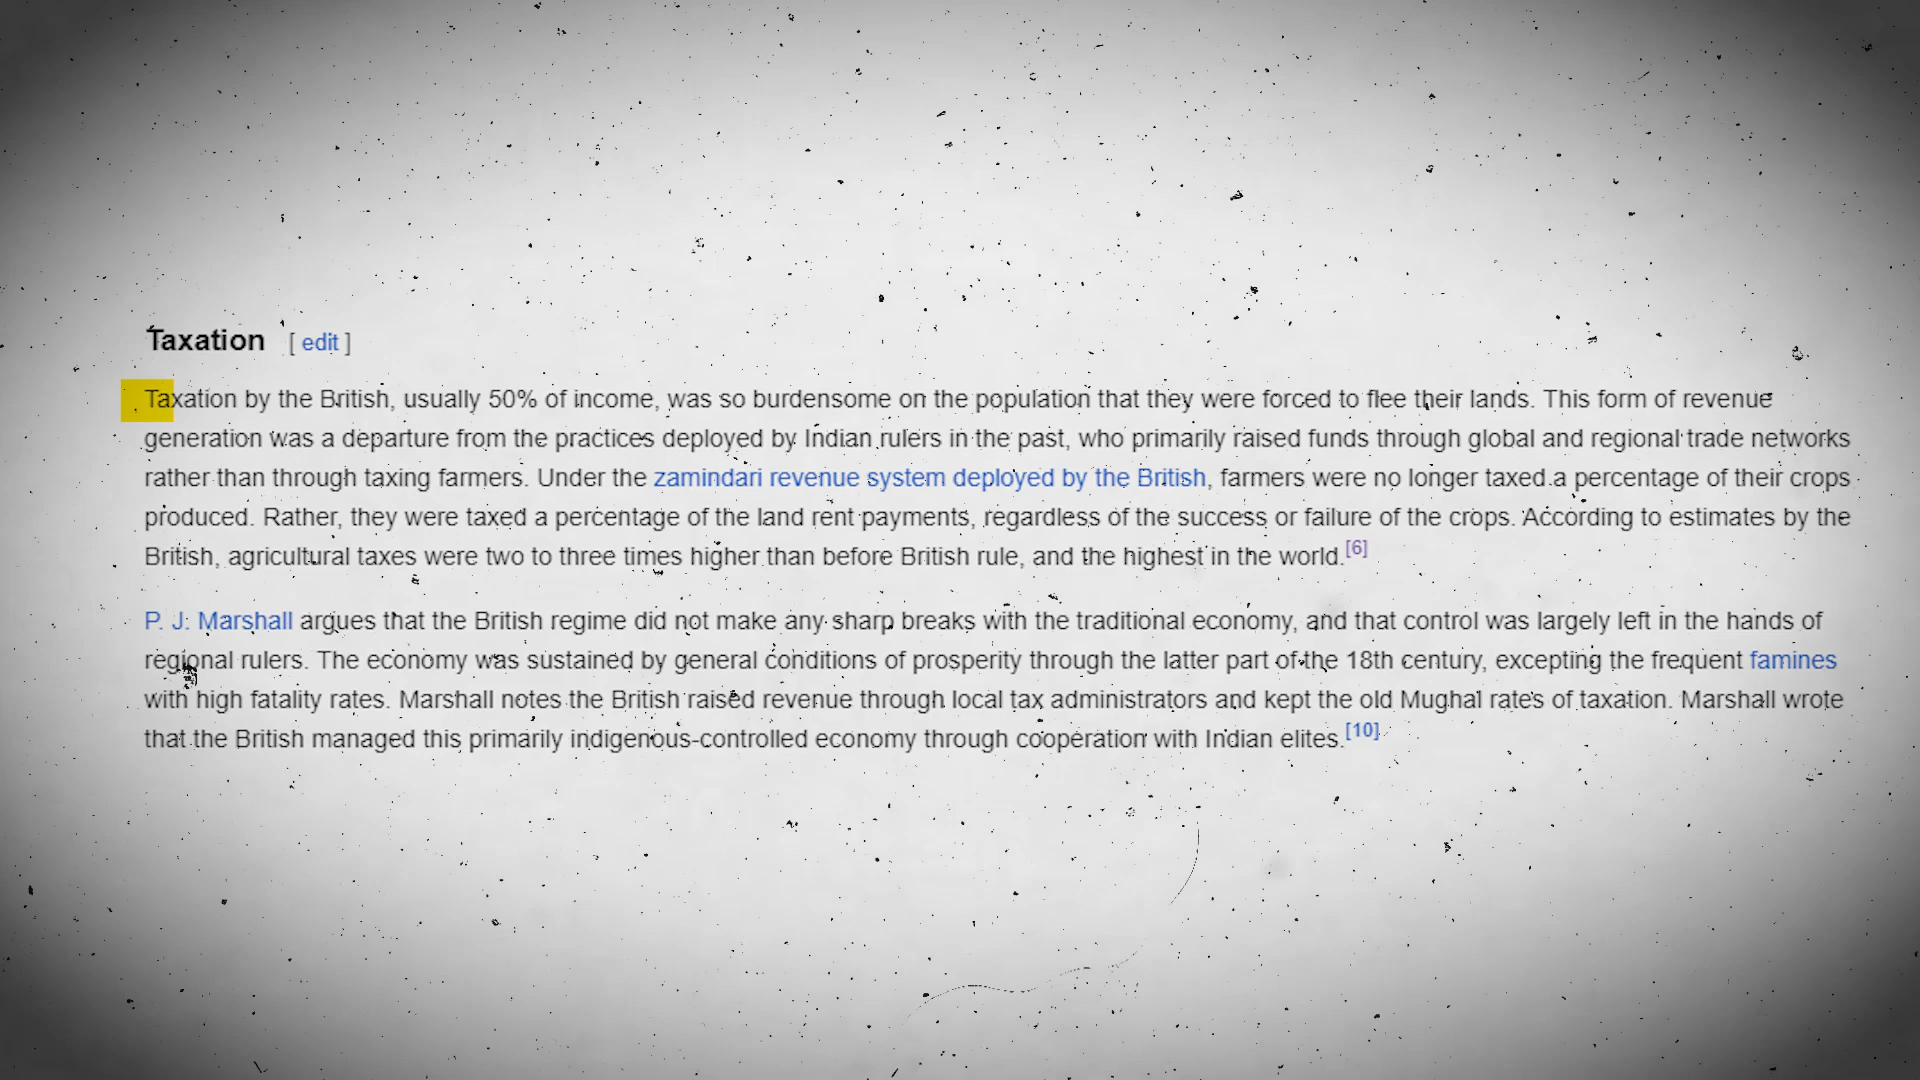 Taxation [ edit ]
Taxation by the British, usually 50% of income, was so burdensome on the population that they were forced to flee their lands. This form of revenue
generation was a departure from the practices deployed by Indian rulers in the past, who primarily raised funds through global and regional trade networks
rather than through taxing farmers. Under the zamindari revenue system deployed by the British, farmers were no longer taxed a percentage of their crops
produced. Rather, they were taxed a percentage of the land rent payments, regardless of the success or failure of the crops. According to estimates by the
British, agricultural taxes were two to three times higher than before British rule, and the highest in the world.[6]
P. J. Marshall argues that the British regime did not make any sharp breaks with the traditional economy, and that control was largely left in the hands of
regional rulers. The economy was sustained by general conditions of prosperity through the latter part of the 18th century, excepting the frequent famines
with high fatality rates. Marshall notes the British raised revenue through local tax administrators and kept the old Mughal rates of taxation. Marshall wrote
that the British managed this primarily indigenous-controlled economy through cooperation with Indian elites.[10]